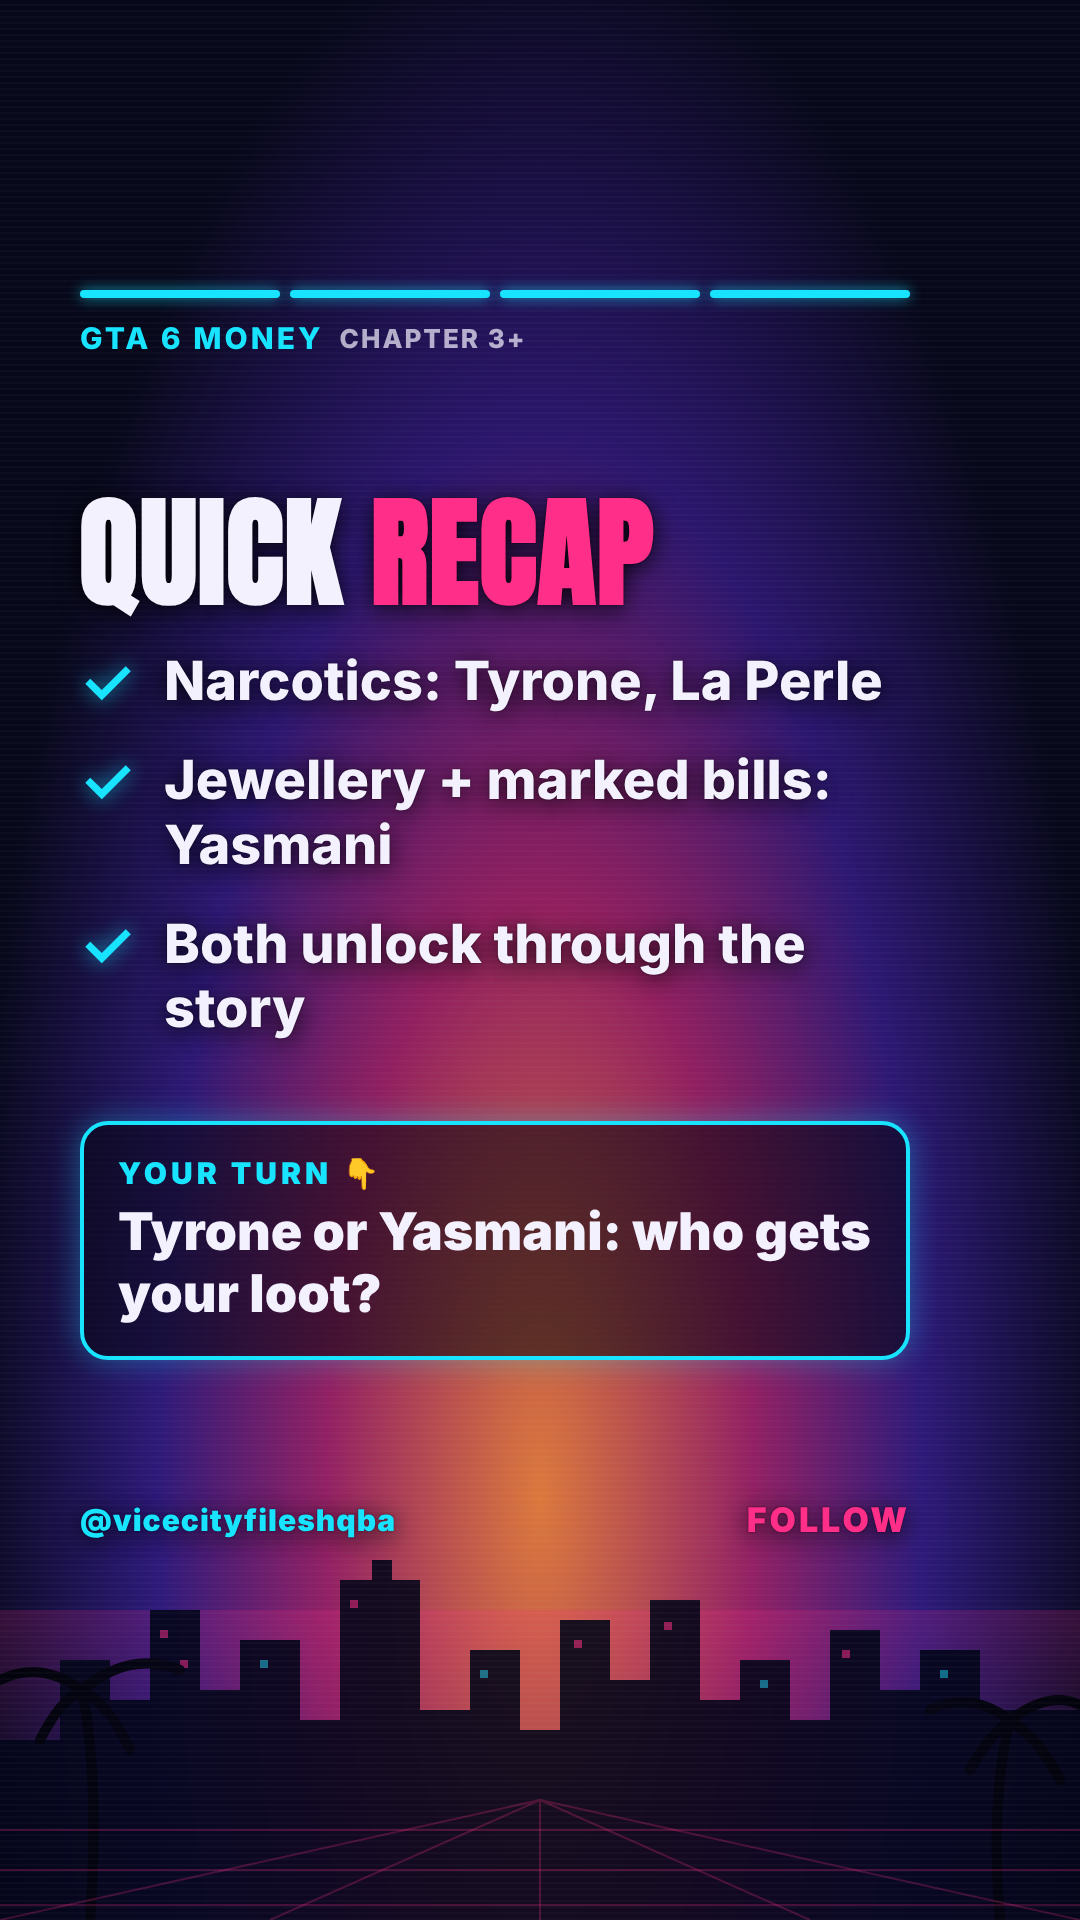 GTA 6 MONEY CHAPTER 3+
QUICK RECAP
Narcotics: Tyrone, La Perle
Jewellery + marked bills:
Yasmani
Both unlock through the
story
YOUR TURN 👇
Tyrone or Yasmani: who gets
your loot?
@vicecityfileshqba FOLLOW